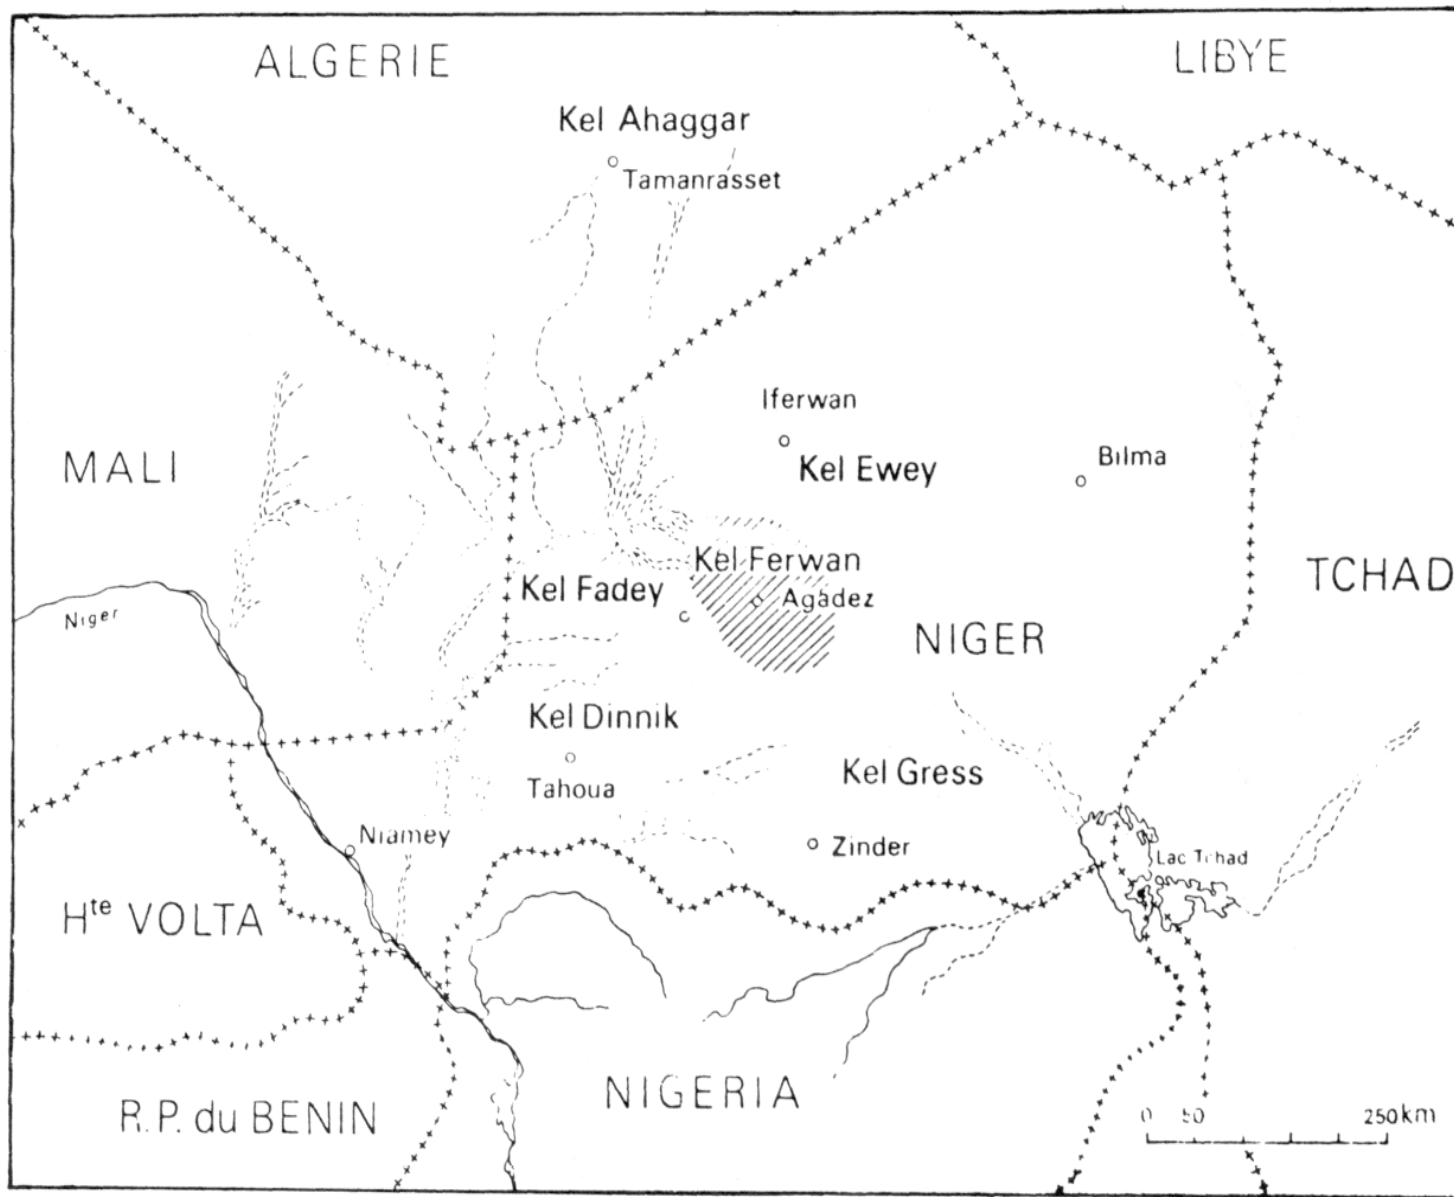 ALGERIE
LIBYE
Kel Ahaggar
Tamanrasset
Iferwan
Kel Ewey
Bilma
MALI
Kel Ferwan
Kel Fadey
Agadez
TCHAD
Niger
NIGER
Kel Dinnik
Tahoua
Kel Gress
Niamey
Zinder
Lac Tchad
Hte VOLTA
NIGERIA
R.P. du BENIN
0 50 250km